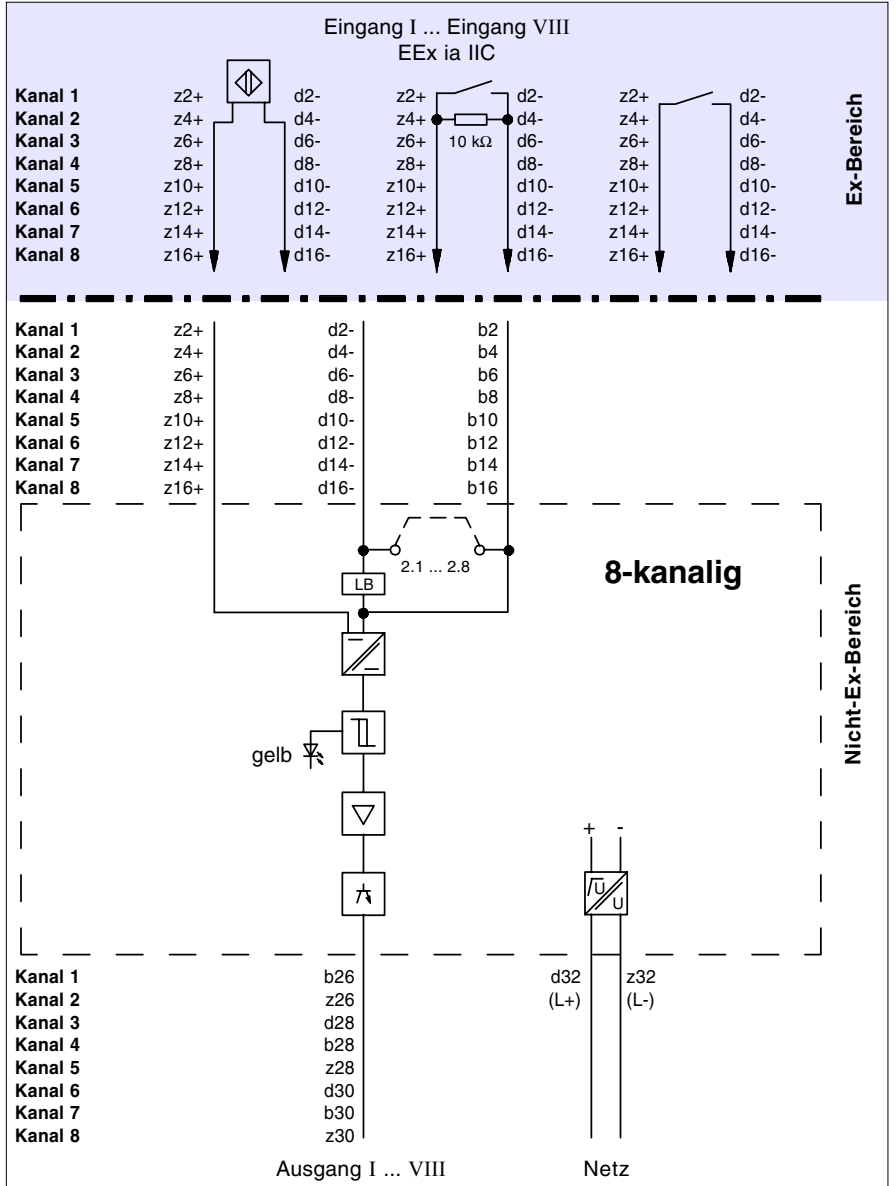 Eingang I ... Eingang VIII
EEx ia IIC
Kanal 1 z2+ d2- z2+ d2- z2+ d2-
Kanal 2 z4+ d4- z4+ d4- z4+ d4-
Kanal 3 z6+ d6- z6+ 10 kΩ d6- z6+ d6-
Kanal 4 z8+ d8- z8+ d8- z8+ d8-
Kanal 5 z10+ d10- z10+ d10- z10+ d10-
Kanal 6 z12+ d12- z12+ d12- z12+ d12-
Kanal 7 z14+ d14- z14+ d14- z14+ d14-
Kanal 8 z16+ d16- z16+ d16- z16+ d16-
Ex-Bereich
Kanal 1 z2+ d2- b2
Kanal 2 z4+ d4- b4
Kanal 3 z6+ d6- b6
Kanal 4 z8+ d8- b8
Kanal 5 z10+ d10- b10
Kanal 6 z12+ d12- b12
Kanal 7 z14+ d14- b14
Kanal 8 z16+ d16- b16
2.1 ... 2.8
8-kanalig
LB
Nicht-Ex-Bereich
gelb
+ -
U
U
Kanal 1 b26 d32 z32
Kanal 2 z26 (L+) (L-)
Kanal 3 d28
Kanal 4 b28
Kanal 5 z28
Kanal 6 d30
Kanal 7 b30
Kanal 8 z30
Ausgang I ... VIII Netz